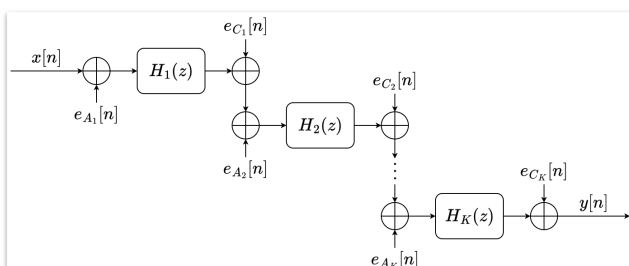 e_{C_1}[n]
x[n]
H_1(z)
e_{C_2}[n]
e_{A_1}[n]
H_2(z)
e_{A_2}[n]
e_{C_K}[n]
H_K(z)
y[n]
e_{A_K}[n]